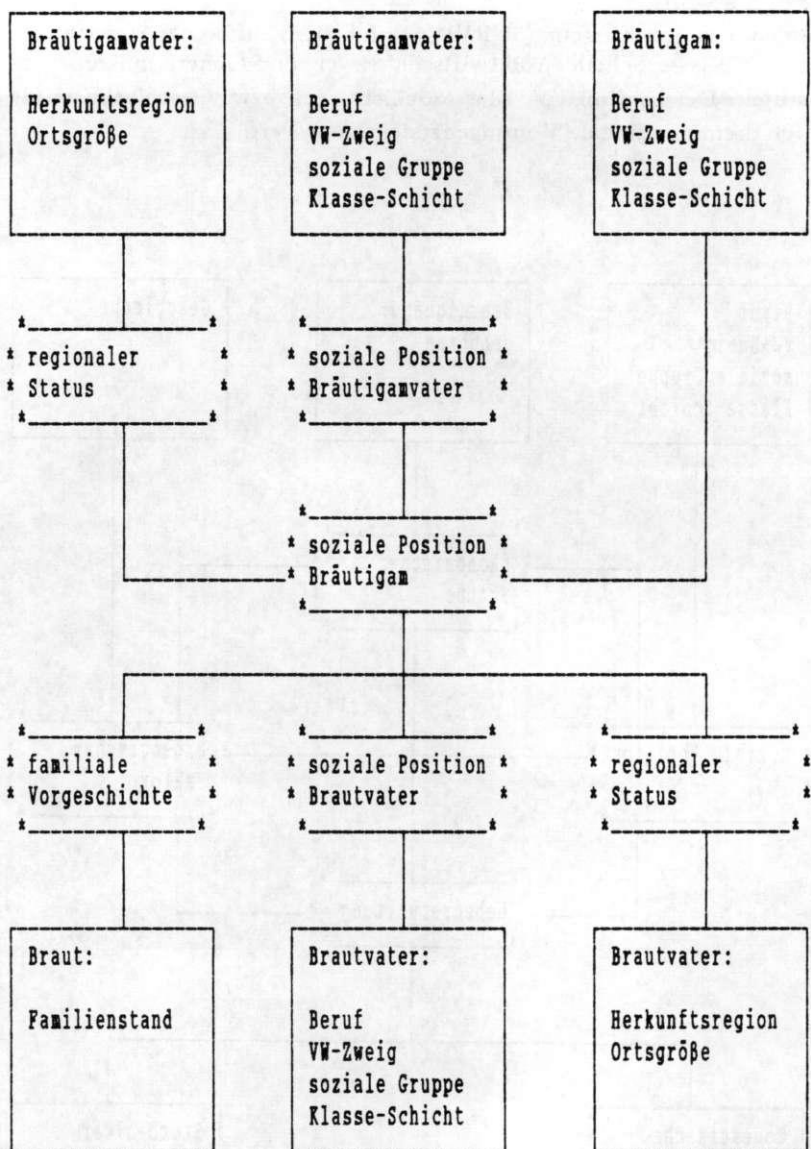 Bräutigamvater:
Herkunftsregion
Ortsgröße
Bräutigamvater:
Beruf
VW-Zweig
soziale Gruppe
Klasse-Schicht
Bräutigam:
Beruf
VW-Zweig
soziale Gruppe
Klasse-Schicht
* regionaler *
* Status *
* soziale Position *
* Bräutigamvater *
* soziale Position *
* Bräutigam *
* familiale *
* Vorgeschichte *
* soziale Position *
* Brautvater *
* regionaler *
* Status *
Braut:
Familienstand
Brautvater:
Beruf
VW-Zweig
soziale Gruppe
Klasse-Schicht
Brautvater:
Herkunftsregion
Ortsgröße